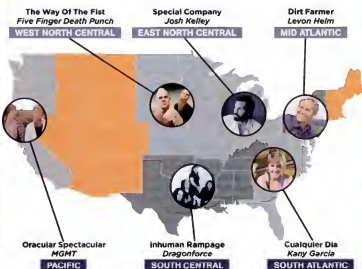 The Way Of The Fist
Five Finger Death Punch
WEST NORTH CENTRAL
Special Company
Josh Kelley
EAST NORTH CENTRAL
Dirt Farmer
Levon Helm
MID ATLANTIC
Oracular Spectacular
MGMT
PACIFIC
Inhuman Rampage
Dragonforce
SOUTH CENTRAL
Cualquier Dia
Kany Garcia
SOUTH ATLANTIC